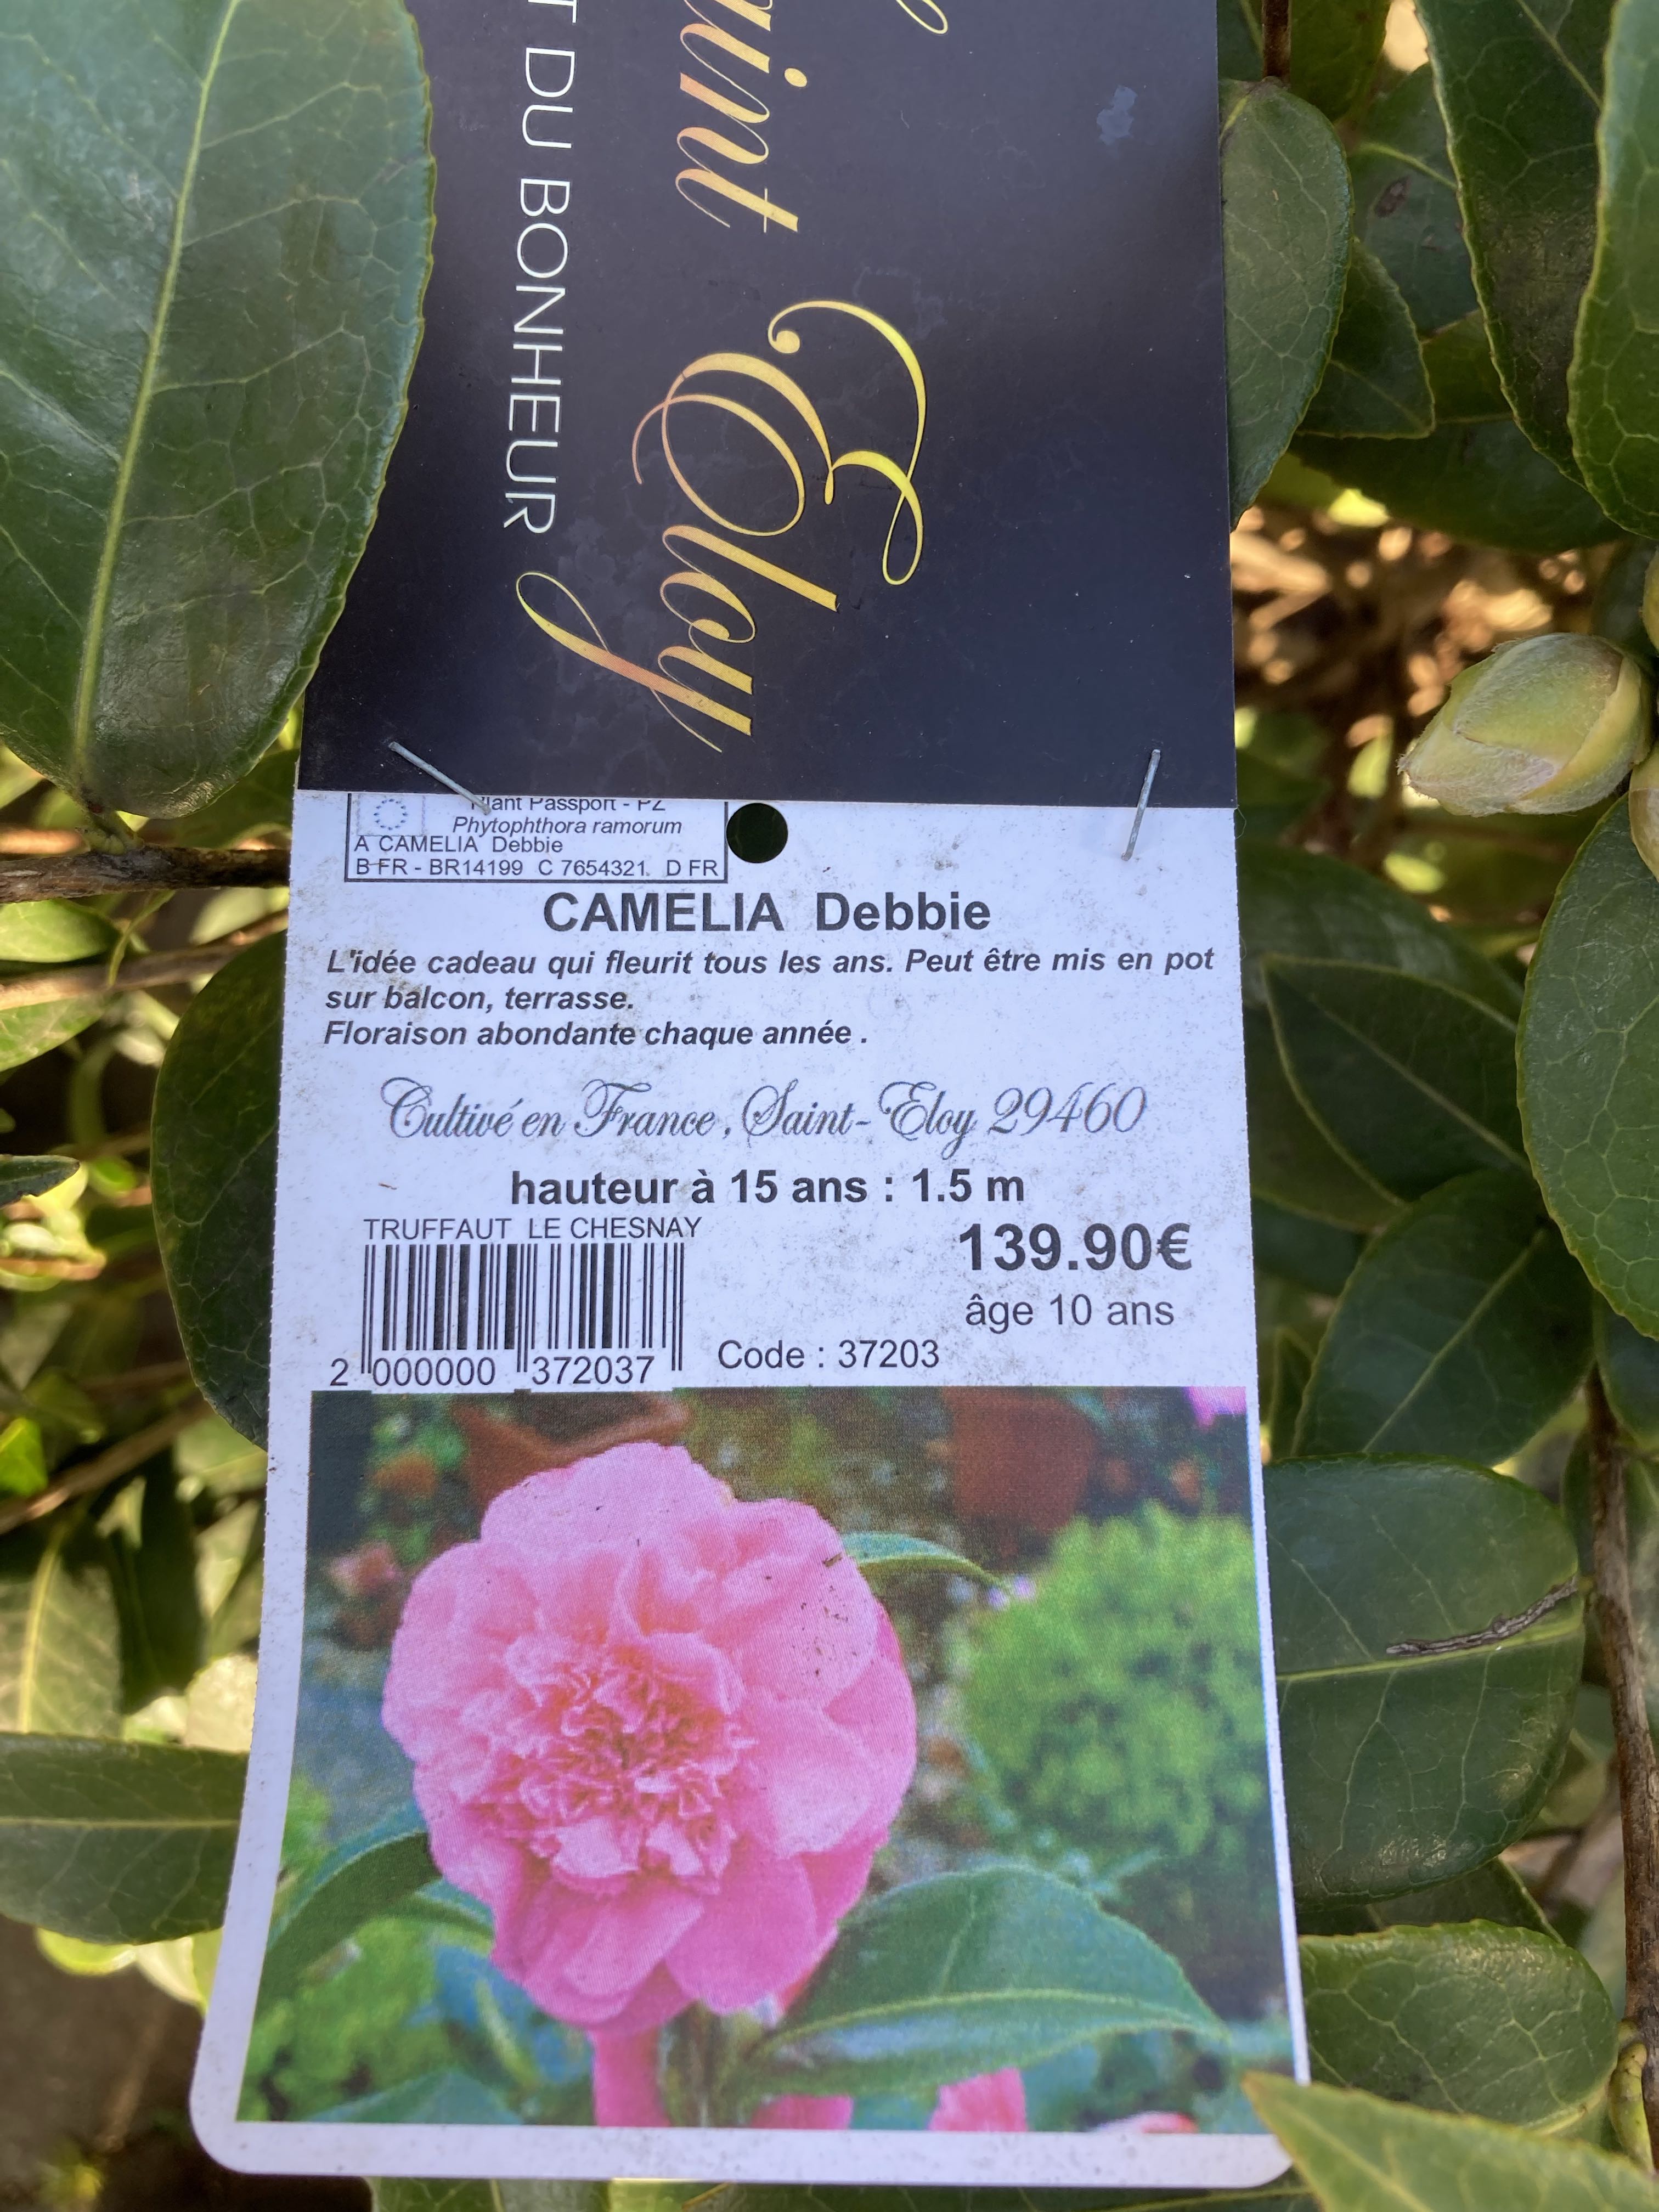 T DU BONHEUR
Eloy
Plant Passport - PZ
Phytophthora ramorum
A CAMELIA Debbie
B FR - BR14199 C 7654321 D FR
CAMELIA Debbie
L'idée cadeau qui fleurit tous les ans. Peut être mis en pot
sur balcon, terrasse.
Floraison abondante chaque année .
Cultivé en France , Saint-Eloy 29460
hauteur à 15 ans : 1.5 m
TRUFFAUT LE CHESNAY
139.90€
âge 10 ans
2 000000 372037
Code : 37203